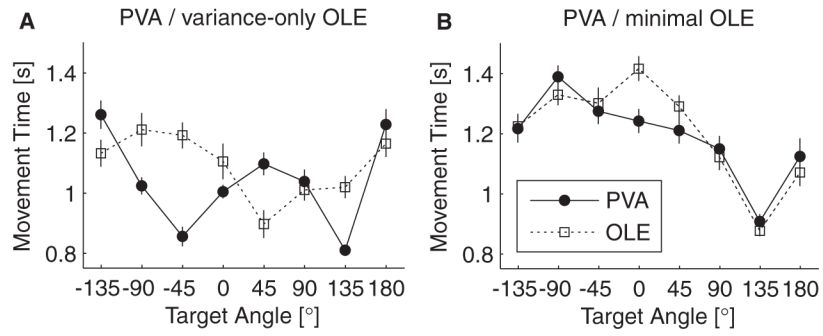 A PVA / variance-only OLE
Movement Time [s]
1.4
1.2
1
0.8
-135 -90 -45 0 45 90 135 180
Target Angle [°]
B PVA / minimal OLE
Movement Time [s]
1.4
1.2
1
0.8
PVA
OLE
-135 -90 -45 0 45 90 135 180
Target Angle [°]